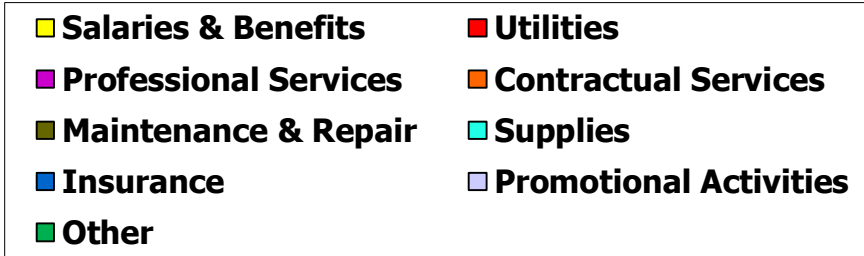 Salaries & Benefits
Utilities
Professional Services
Contractual Services
Maintenance & Repair
Supplies
Insurance
Promotional Activities
Other